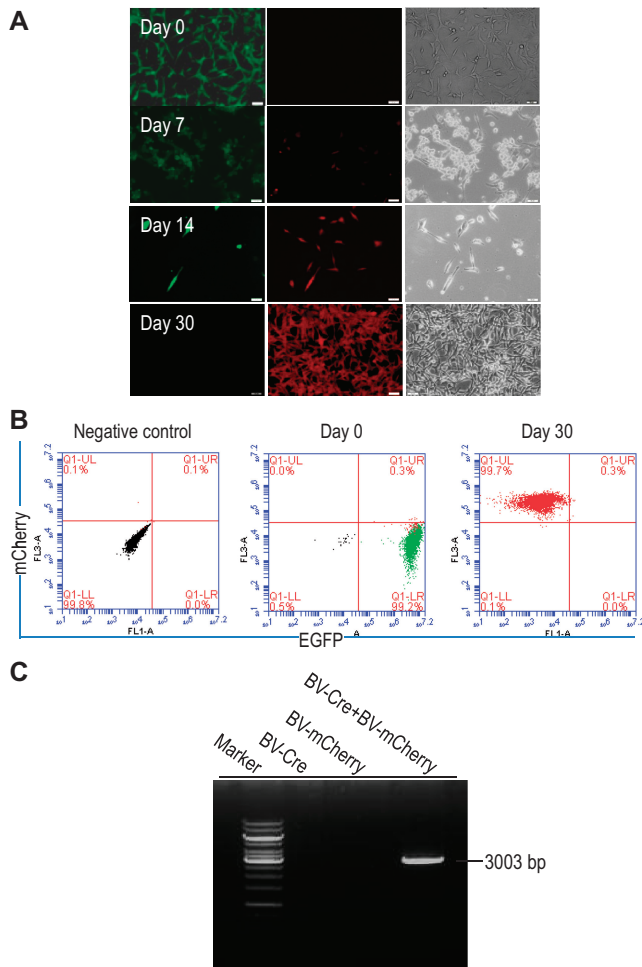 A
Day 0
Day 7
Day 14
Day 30
B
Negative control
Day 0
Day 30
mCherry
Q1-UL
0.1%
Q1-UR
0.1%
Q1-LL
99.8%
Q1-LR
0.0%
FL3-A
FL1-A
Q1-UL
0.0%
Q1-UR
0.3%
Q1-LL
0.5%
Q1-LR
99.2%
FL3-A
A
Q1-UL
99.7%
Q1-UR
0.3%
Q1-LL
0.1%
Q1-LR
0.0%
FL3-A
FL1-A
EGFP
C
Marker
BV-Cre
BV-mCherry
BV-Cre+BV-mCherry
3003 bp